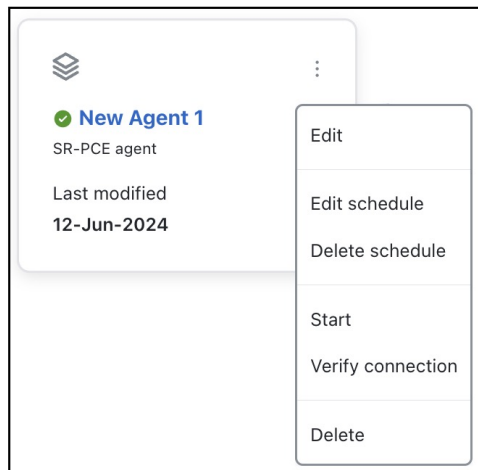 New Agent 1
SR-PCE agent
Last modified
12-Jun-2024
Edit
Edit schedule
Delete schedule
Start
Verify connection
Delete